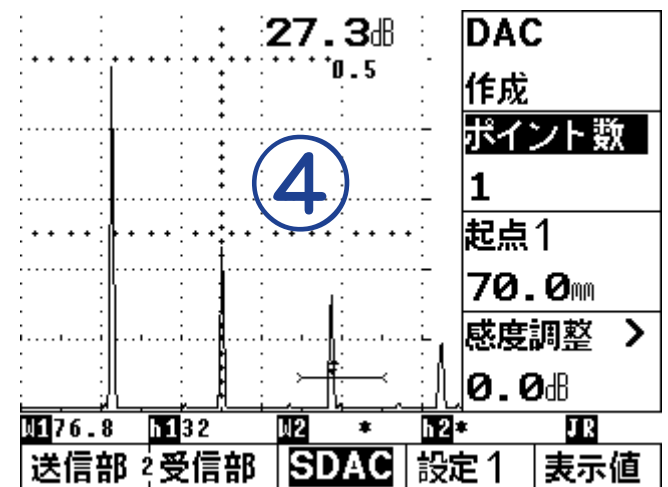 27.3dB
0.5
④
DAC
作成
ポイント数
1
起点1
70.0mm
感度調整 >
0.0dB
W176.8 h132 W2 * h2* JR
送信部 2 受信部 SDAC 設定1 表示値